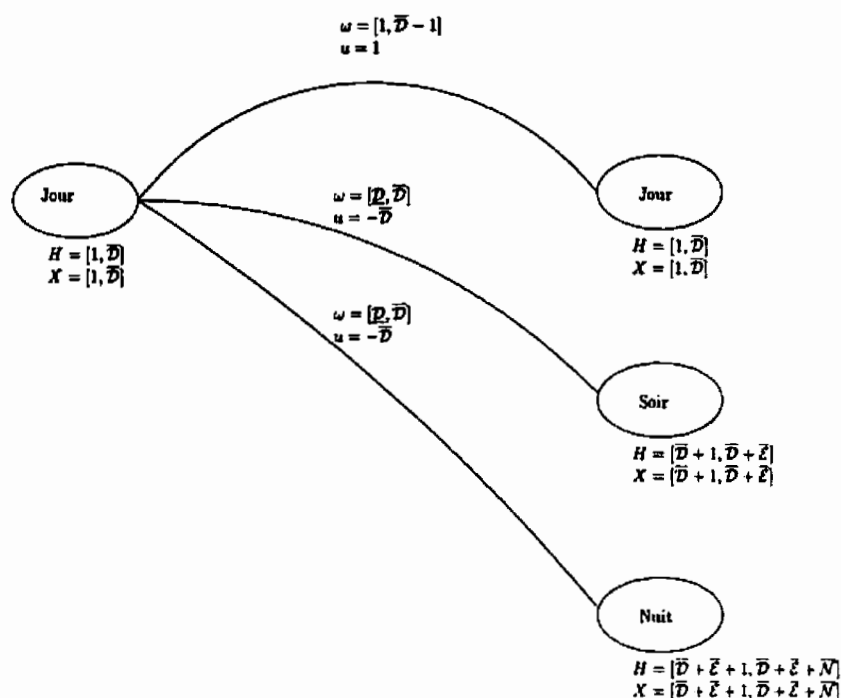 ω = [1, D̅ − 1]
u = 1
Jour
H = [1, D̅]
X = [1, D̅]
ω = [D̲, D̅]
u = −D̅
Jour
H = [1, D̅]
X = [1, D̅]
ω = [D̲, D̅]
u = −D̅
Soir
H = [D̅ + 1, D̅ + E̅]
X = [D̅ + 1, D̅ + E̅]
Nuit
H = [D̅ + E̅ + 1, D̅ + E̅ + N̅]
X = [D̅ + E̅ + 1, D̅ + E̅ + N̅]